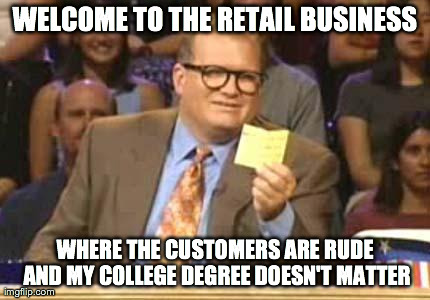 WELCOME TO THE RETAIL BUSINESS
WHERE THE CUSTOMERS ARE RUDE
AND MY COLLEGE DEGREE DOESN'T MATTER
imgflip.com